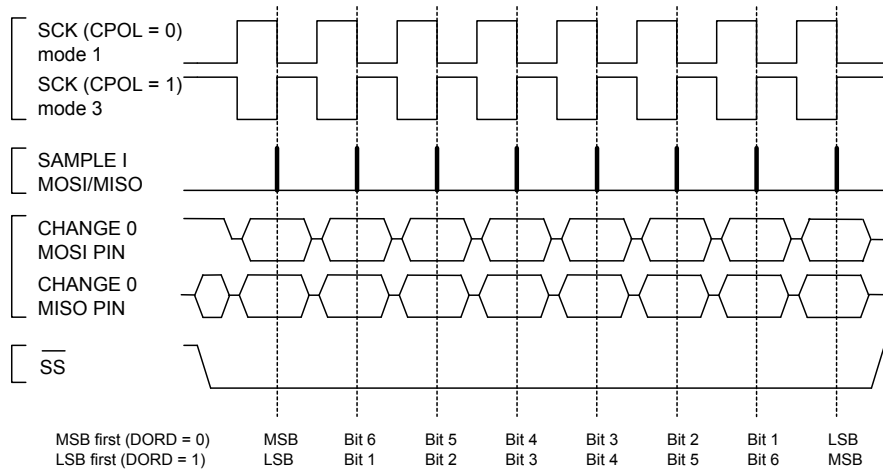 SCK (CPOL = 0)
mode 1
SCK (CPOL = 1)
mode 3
SAMPLE I
MOSI/MISO
CHANGE 0
MOSI PIN
CHANGE 0
MISO PIN
SS
MSB first (DORD = 0) MSB Bit 6 Bit 5 Bit 4 Bit 3 Bit 2 Bit 1 LSB
LSB first (DORD = 1) LSB Bit 1 Bit 2 Bit 3 Bit 4 Bit 5 Bit 6 MSB